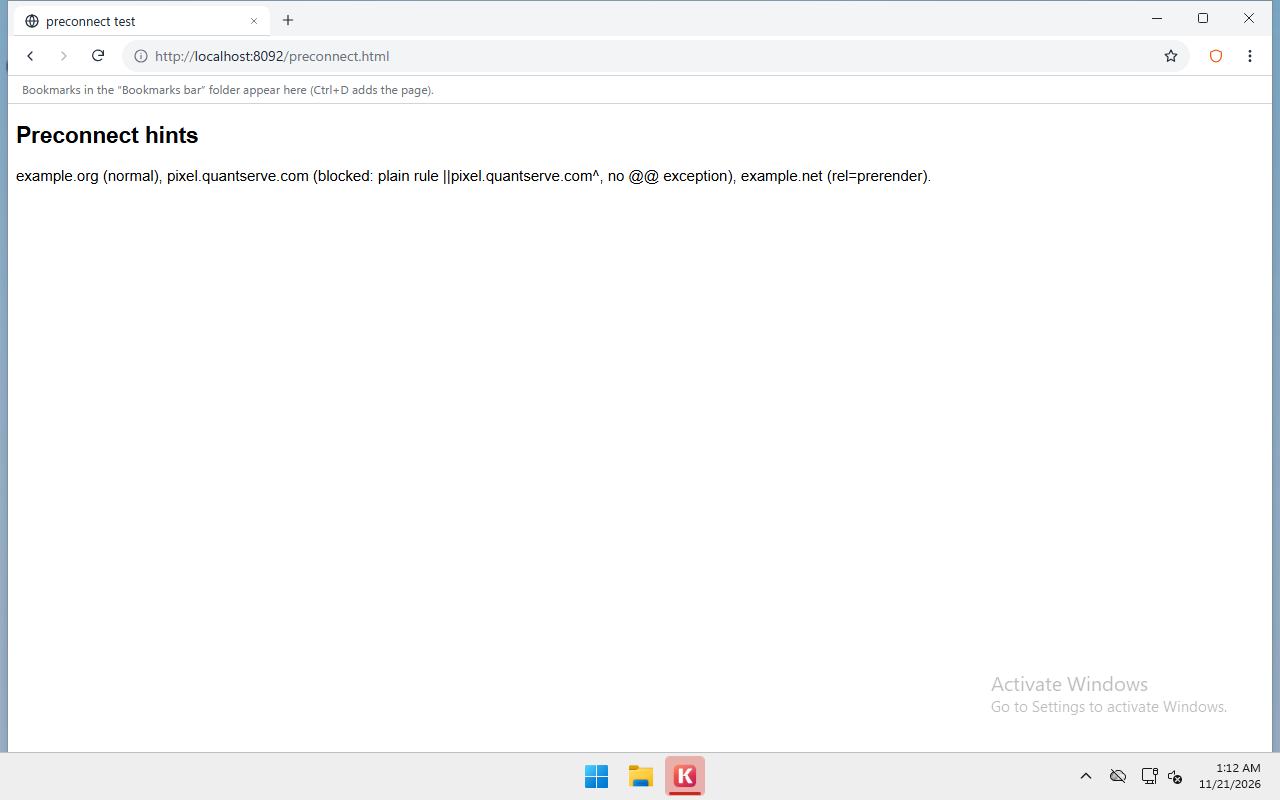 preconnect test
http://localhost:8092/preconnect.html
Bookmarks in the "Bookmarks bar" folder appear here (Ctrl+D adds the page).
Preconnect hints
example.org (normal), pixel.quantserve.com (blocked: plain rule ||pixel.quantserve.com^, no @@ exception), example.net (rel=prerender).
Activate Windows
Go to Settings to activate Windows.
K
1:12 AM
11/21/2026